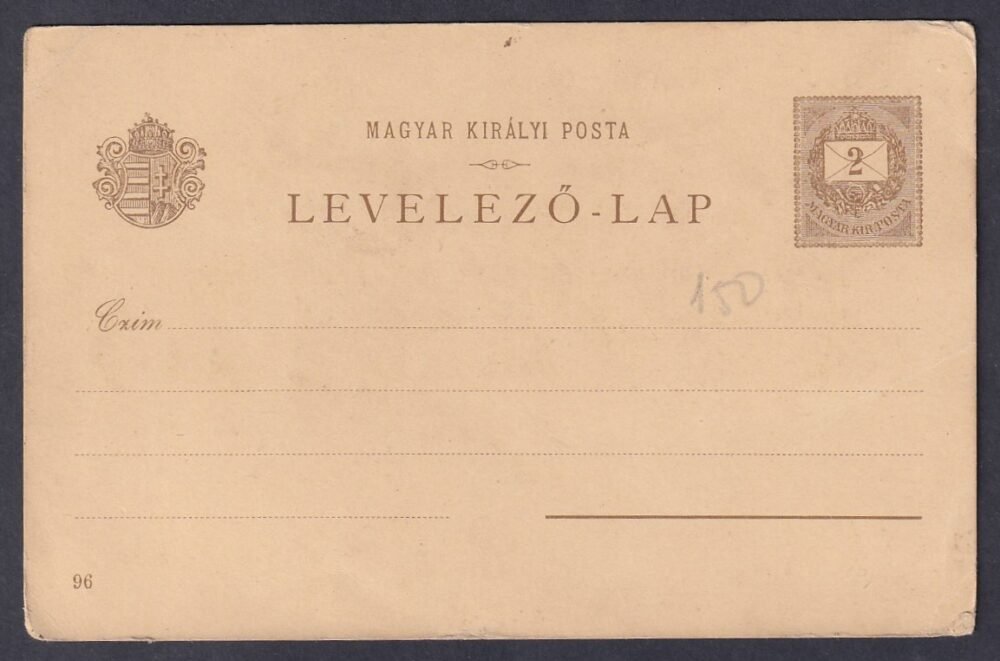 MAGYAR KIRÁLYI POSTA
LEVELEZŐ-LAP
2
MAGYAR KIR. POSTA
150
Czim
96